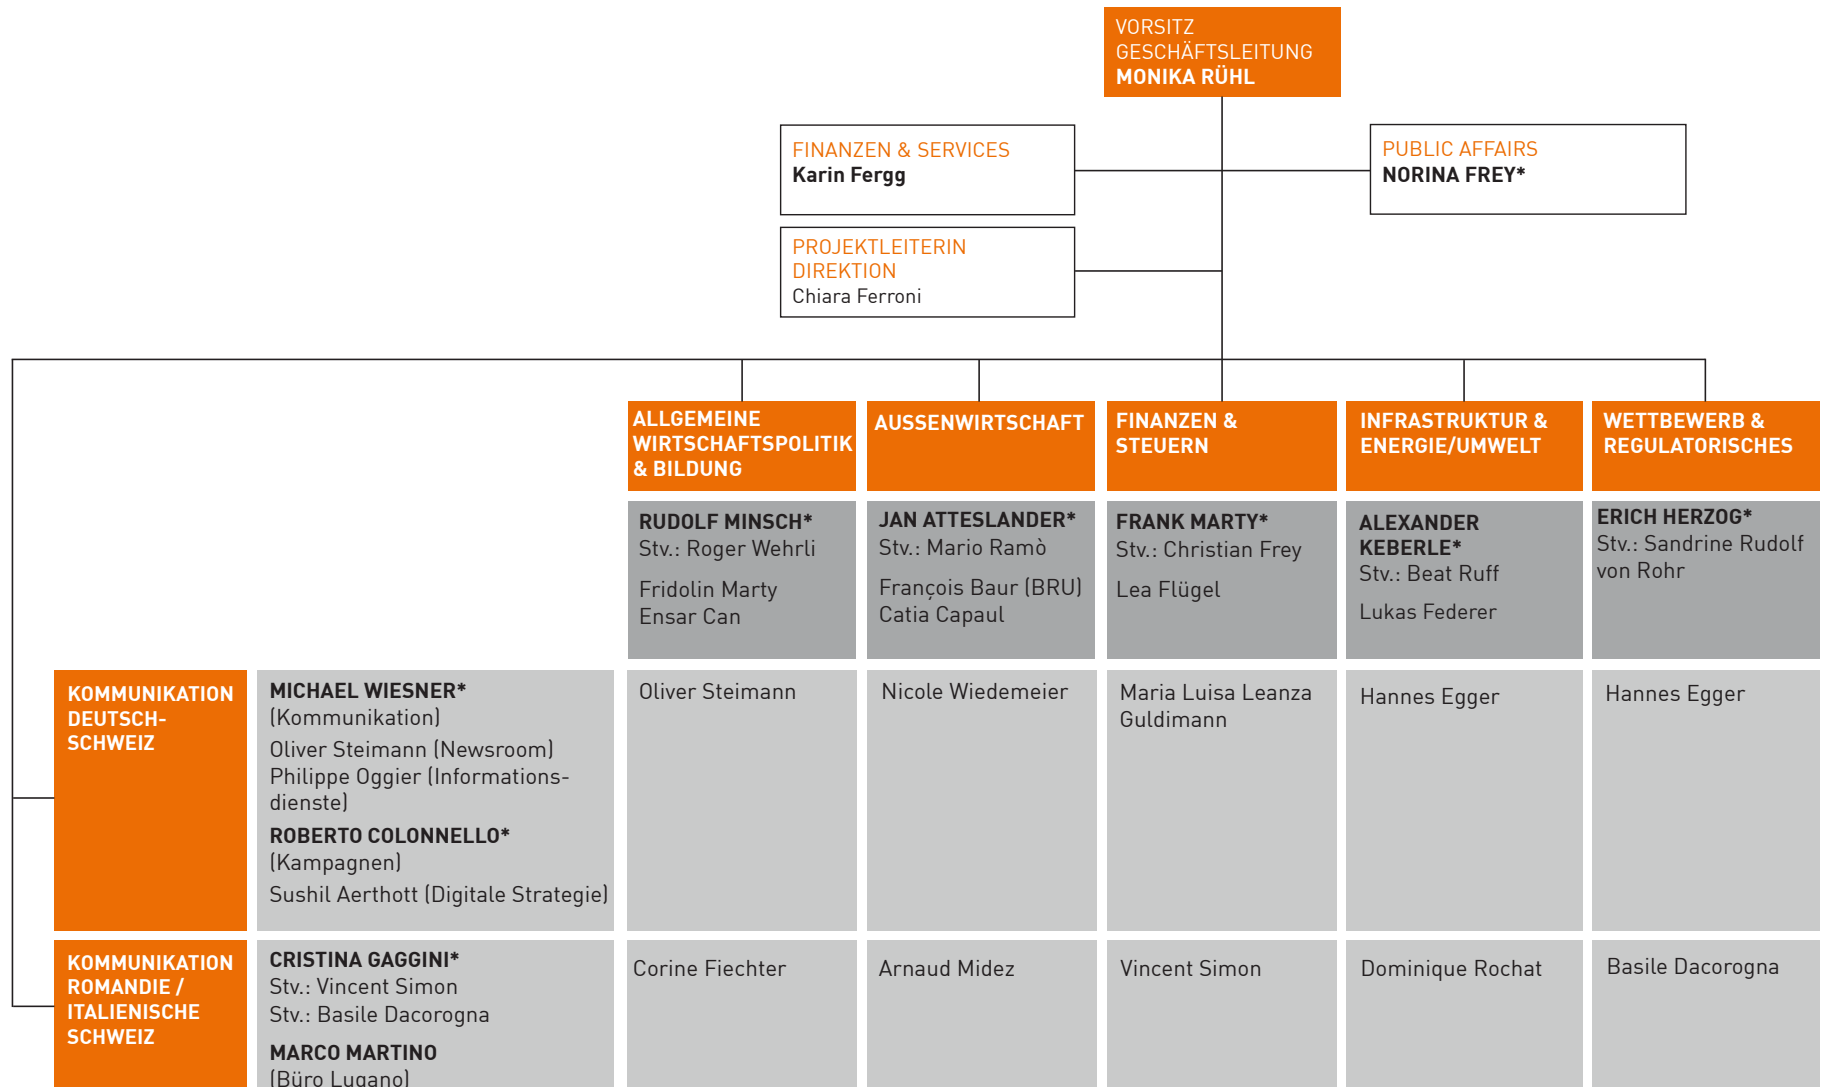 VORSITZ
GESCHÄFTSLEITUNG
MONIKA RÜHL
FINANZEN & SERVICES
Karin Fergg
PUBLIC AFFAIRS
NORINA FREY*
PROJEKTLEITERIN
DIREKTION
Chiara Ferroni
ALLGEMEINE
WIRTSCHAFTSPOLITIK
& BILDUNG
AUSSENWIRTSCHAFT
FINANZEN &
STEUERN
INFRASTRUKTUR &
ENERGIE/UMWELT
WETTBEWERB &
REGULATORISCHES
RUDOLF MINSCH*
Stv.: Roger Wehrli
Fridolin Marty
Ensar Can
JAN ATTESLANDER*
Stv.: Mario Ramò
François Baur (BRU)
Catia Capaul
FRANK MARTY*
Stv.: Christian Frey
Lea Flügel
ALEXANDER
KEBERLE*
Stv.: Beat Ruff
Lukas Federer
ERICH HERZOG*
Stv.: Sandrine Rudolf
von Rohr
KOMMUNIKATION
DEUTSCH-
SCHWEIZ
MICHAEL WIESNER*
(Kommunikation)
Oliver Steimann (Newsroom)
Philippe Oggier (Informations-
dienste)
ROBERTO COLONNELLO*
(Kampagnen)
Sushil Aerthott (Digitale Strategie)
Oliver Steimann
Nicole Wiedemeier
Maria Luisa Leanza
Guldimann
Hannes Egger
Hannes Egger
KOMMUNIKATION
ROMANDIE /
ITALIENISCHE
SCHWEIZ
CRISTINA GAGGINI*
Stv.: Vincent Simon
Stv.: Basile Dacorogna
MARCO MARTINO
(Büro Lugano)
Corine Fiechter
Arnaud Midez
Vincent Simon
Dominique Rochat
Basile Dacorogna